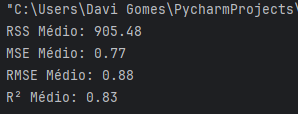 "C:\Users\Davi Gomes\PycharmProjects\
RSS Médio: 905.48
MSE Médio: 0.77
RMSE Médio: 0.88
R² Médio: 0.83